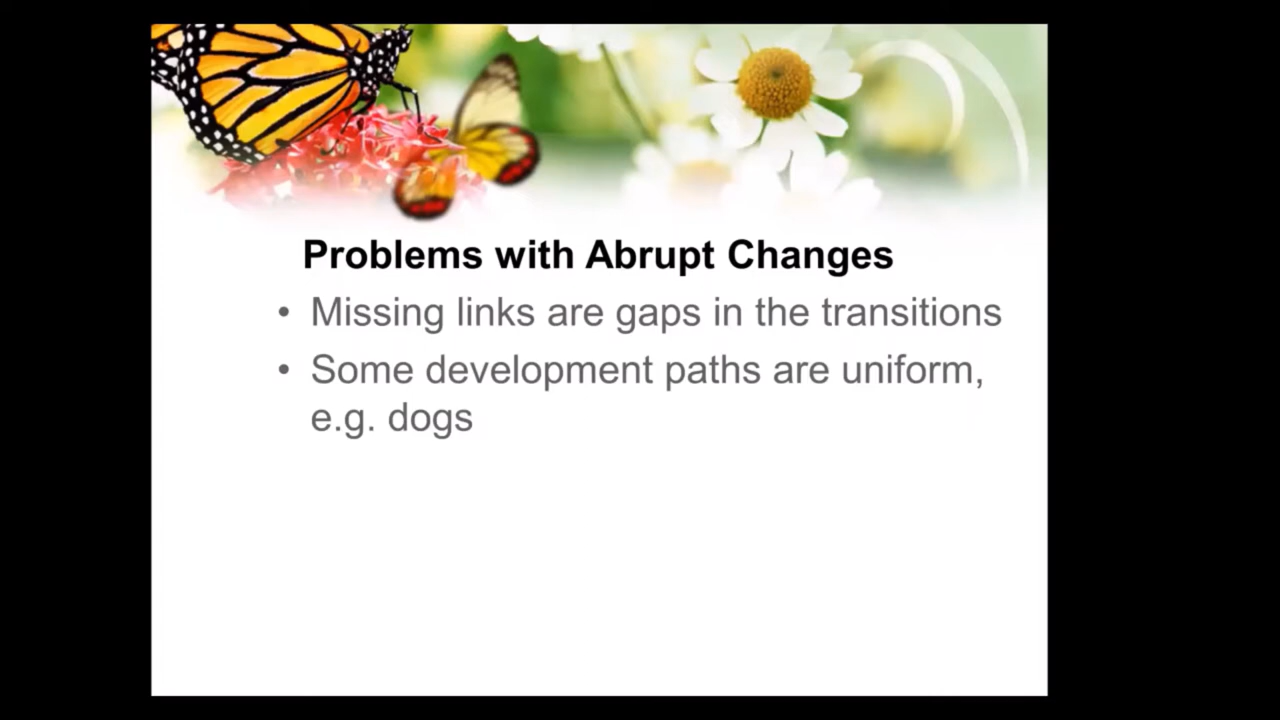 Problems with Abrupt Changes
• Missing links are gaps in the transitions
• Some development paths are uniform,
e.g. dogs